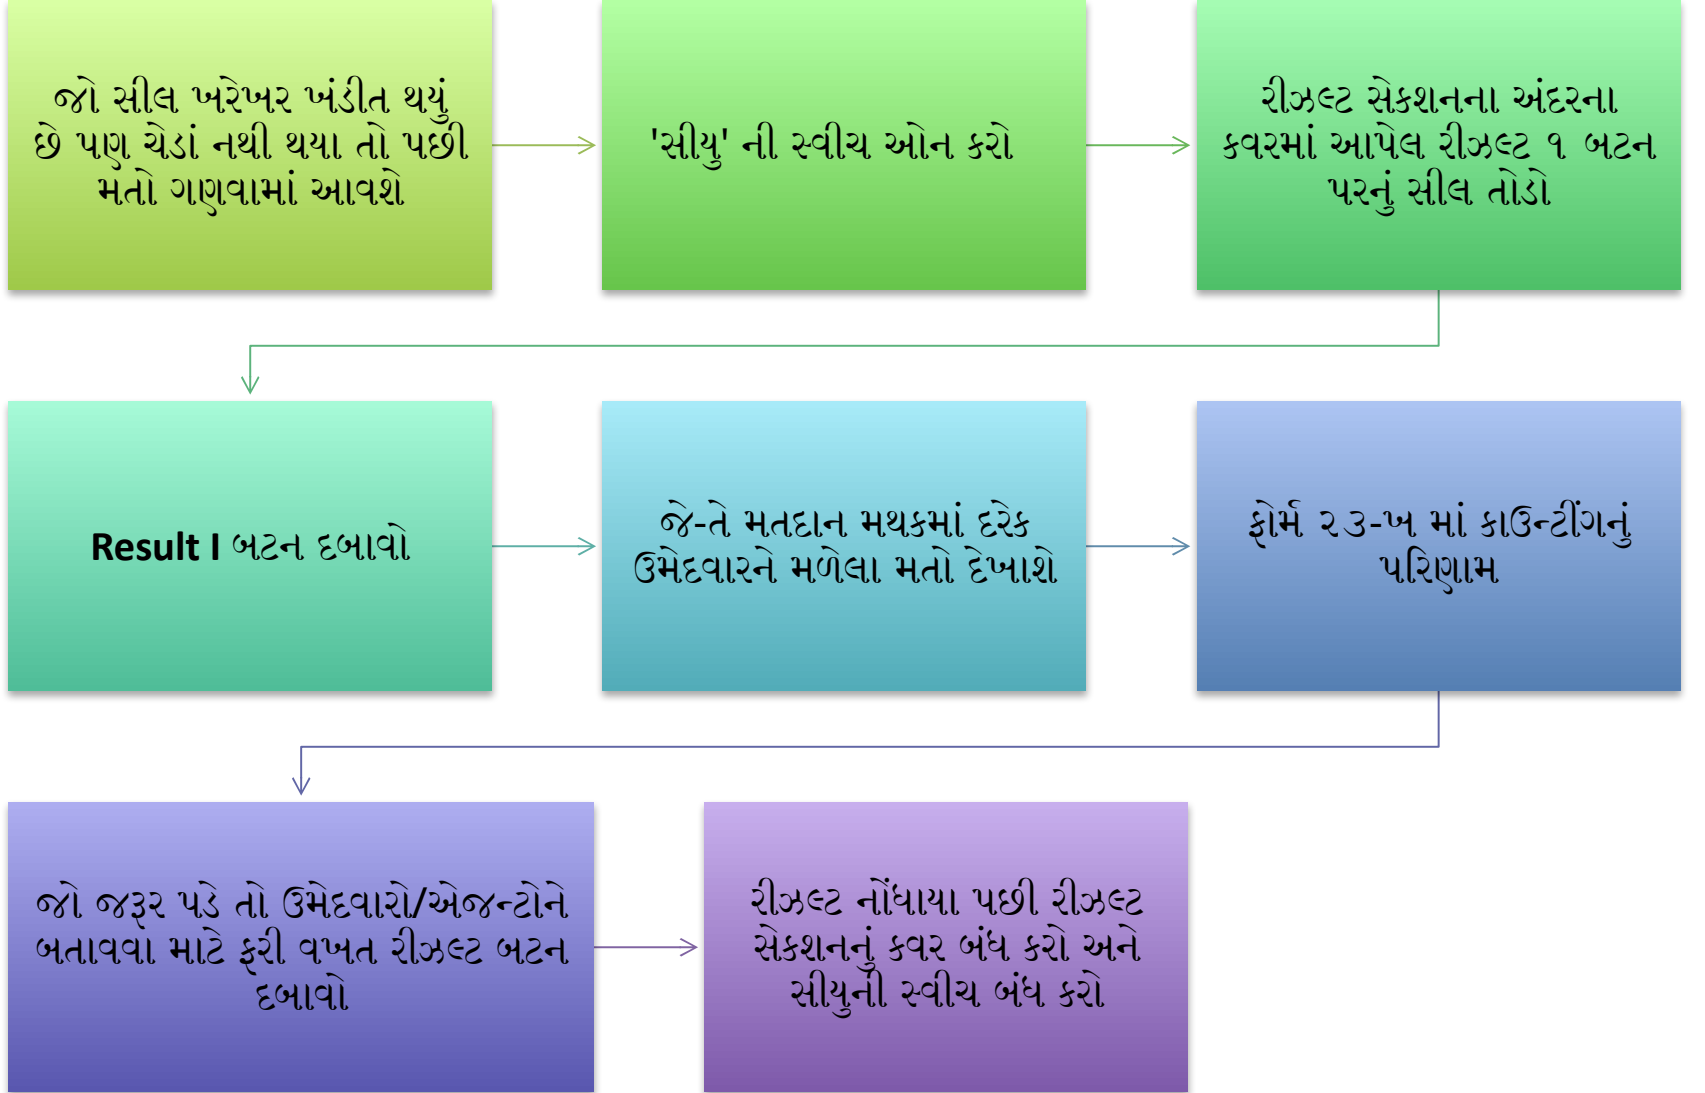 જો સીલ ખરેખર ખંડીત થયું
છે પણ ચેડાં નથી થયા તો પછી
મતો ગણવામાં આવશે
'સીયુ' ની સ્વીચ ઓન કરો
રીઝલ્ટ સેકશનના અંદરના
કવરમાં આપેલ રીઝલ્ટ ૧ બટન
પરનું સીલ તોડો
Result I બટન દબાવો
જે-તે મતદાન મથકમાં દરેક
ઉમેદવારને મળેલા મતો દેખાશે
ફોર્મ ૨૩-ખ માં કાઉન્ટીંગનું
પરિણામ
જો જરૂર પડે તો ઉમેદવારો/એજન્ટોને
બતાવવા માટે ફરી વખત રીઝલ્ટ બટન
દબાવો
રીઝલ્ટ નોંધાયા પછી રીઝલ્ટ
સેકશનનું કવર બંધ કરો અને
સીયુની સ્વીચ બંધ કરો